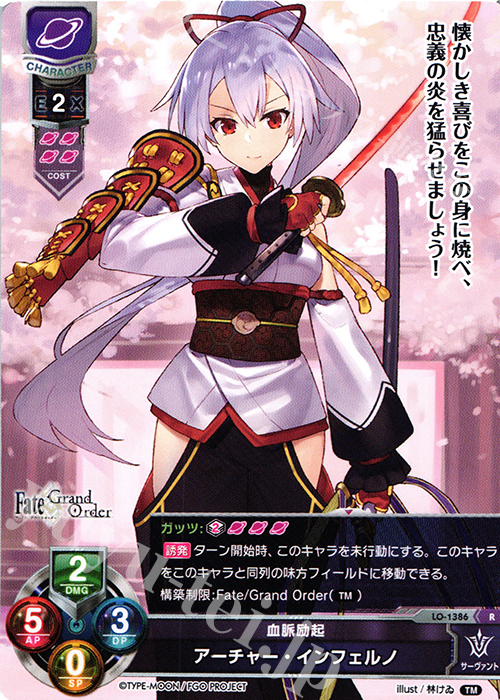 CHARACTER
E 2 X
COST
懐かしき喜びをこの身に焼べ、
忠義の炎を猛らせましょう！
Fate Grand Order
ガッツ:
誘発 ターン開始時、このキャラを未行動にする。このキャラ
をこのキャラと同列の味方フィールドに移動できる。
構築制限:Fate/Grand Order( ™ )
2
DMG
5
AP
3
DP
0
SP
LO-1386 R
血脈励起
アーチャー/インフェルノ
サーヴァント
©TYPE-MOON / FGO PROJECT
illust / 林けゐ
TM
yu-tei.jp